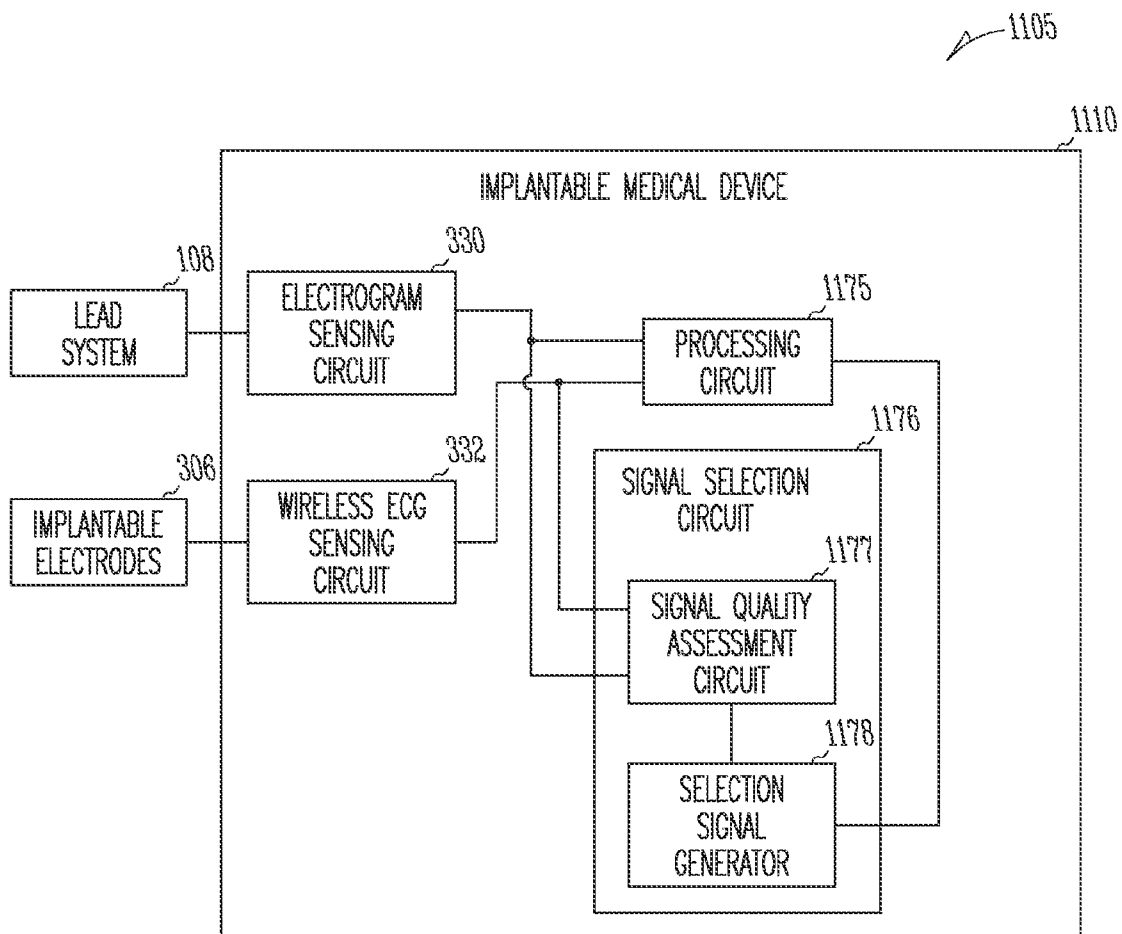 1105
1110
IMPLANTABLE MEDICAL DEVICE
108
LEAD
SYSTEM
330
ELECTROGRAM
SENSING
CIRCUIT
1175
PROCESSING
CIRCUIT
306
IMPLANTABLE
ELECTRODES
332
WIRELESS ECG
SENSING
CIRCUIT
1176
SIGNAL SELECTION
CIRCUIT
1177
SIGNAL QUALITY
ASSESSMENT
CIRCUIT
1178
SELECTION
SIGNAL
GENERATOR